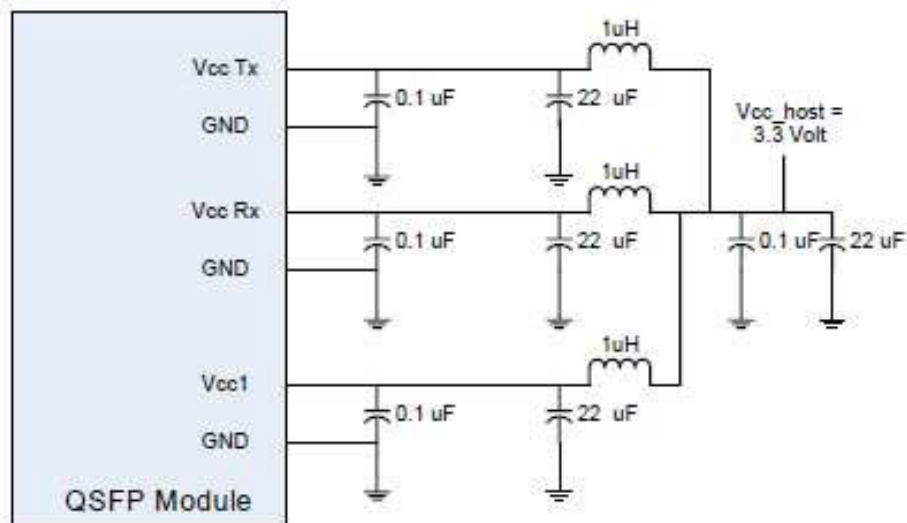 1uH
Vcc Tx
0.1 uF
22 uF
GND
Vcc_host =
3.3 Volt
1uH
Vcc Rx
0.1 uF
22 uF
0.1 uF
22 uF
GND
1uH
Vcc1
0.1 uF
22 uF
GND
QSFP Module